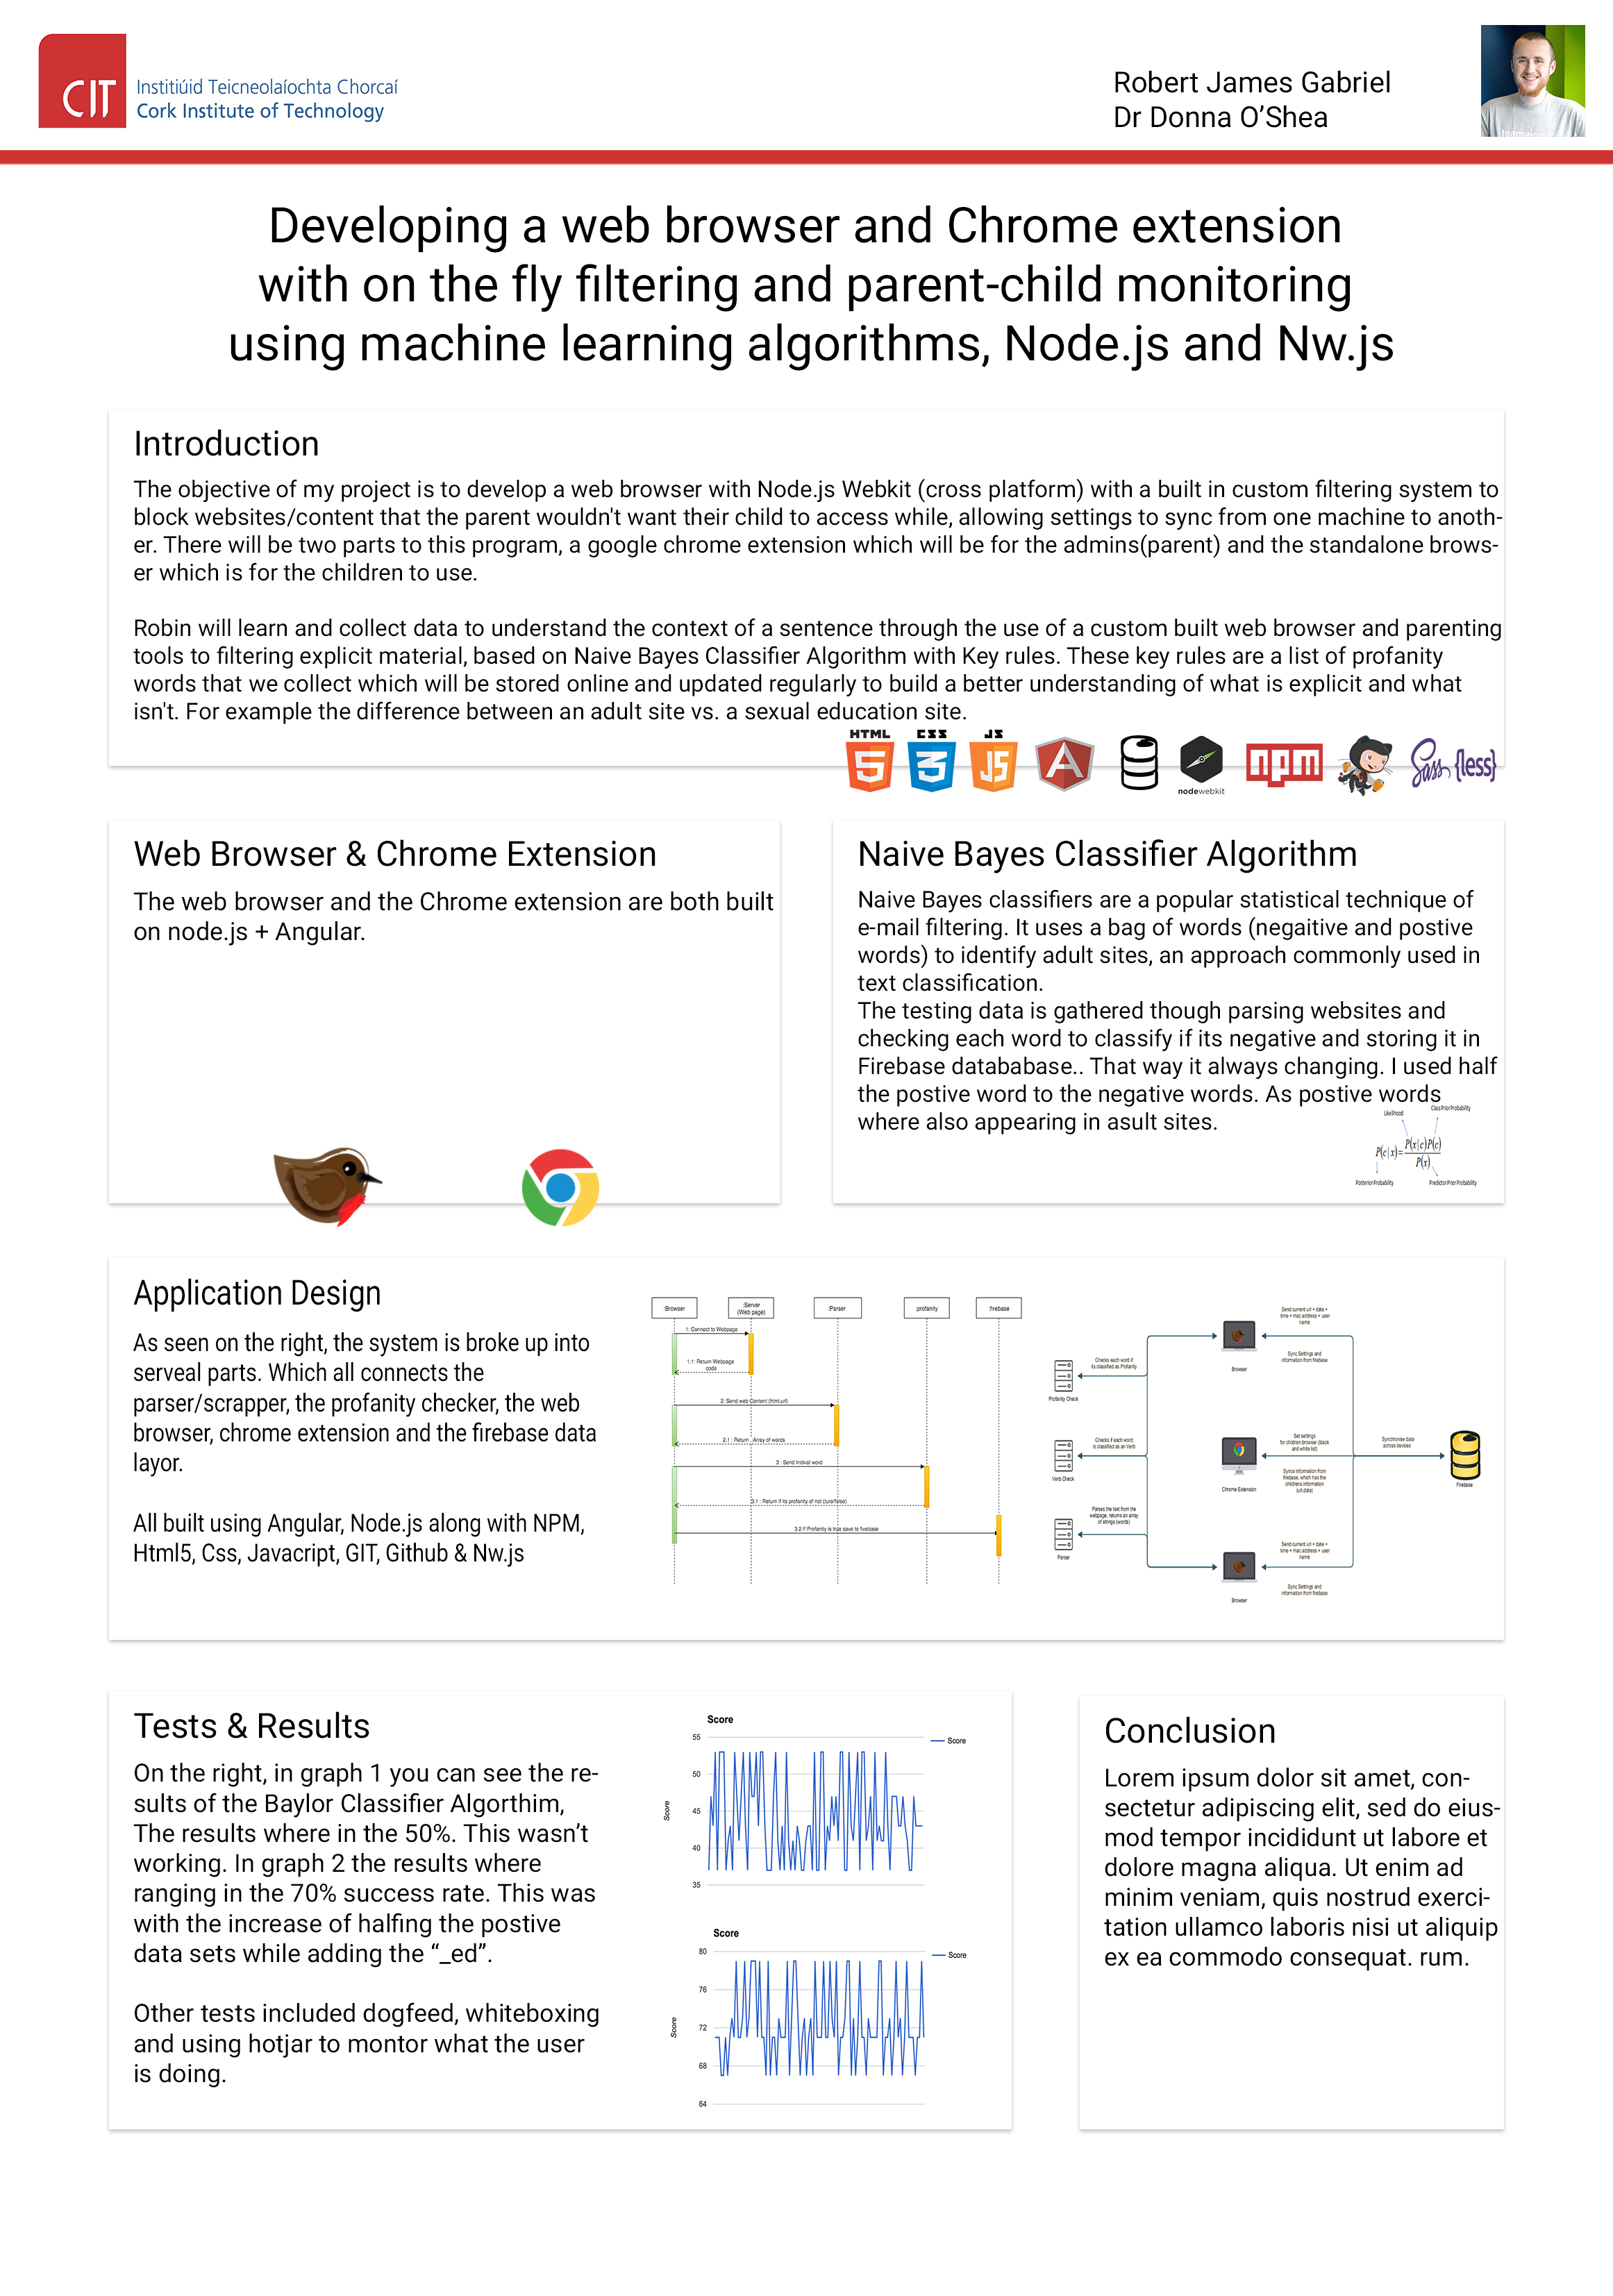 CIT
Institiúid Teicneolaíochta Chorcaí
Cork Institute of Technology
Robert James Gabriel
Dr Donna O’Shea
Developing a web browser and Chrome extension
with on the fly filtering and parent-child monitoring
using machine learning algorithms, Node.js and Nw.js
Introduction
The objective of my project is to develop a web browser with Node.js Webkit (cross platform) with a built in custom filtering system to
block websites/content that the parent wouldn't want their child to access while, allowing settings to sync from one machine to anoth-
er. There will be two parts to this program, a google chrome extension which will be for the admins(parent) and the standalone brows-
er which is for the children to use.
Robin will learn and collect data to understand the context of a sentence through the use of a custom built web browser and parenting
tools to filtering explicit material, based on Naive Bayes Classifier Algorithm with Key rules. These key rules are a list of profanity
words that we collect which will be stored online and updated regularly to build a better understanding of what is explicit and what
isn't. For example the difference between an adult site vs. a sexual education site.
HTML
5
CSS
3
JS
JS
A
nodewebkit
npm
Sass
{less}
Web Browser & Chrome Extension
The web browser and the Chrome extension are both built
on node.js + Angular.
Naive Bayes Classifier Algorithm
Naive Bayes classifiers are a popular statistical technique of
e-mail filtering. It uses a bag of words (negaitive and postive
words) to identify adult sites, an approach commonly used in
text classification.
The testing data is gathered though parsing websites and
checking each word to classify if its negative and storing it in
Firebase datababase.. That way it always changing. I used half
the postive word to the negative words. As postive words
where also appearing in asult sites.
Likelihood
Class Prior Probability
P(c|x)=P(x|c)P(c)
P(x)
Posterior Probability
Predictor Prior Probability
Application Design
As seen on the right, the system is broke up into
serveal parts. Which all connects the
parser/scrapper, the profanity checker, the web
browser, chrome extension and the firebase data
layor.
All built using Angular, Node.js along with NPM,
Html5, Css, Javacript, GIT, Github & Nw.js
:Browser
:Server
(Web page)
:Parser
:profanity
:firebase
1: Connect to Webpage
1.1: Return Webpage
code
2: Send web Content (html:url)
2.1 : Return : Array of words
3 : Send Indival word
3.1 : Return if its profanity of not (ture/false)
3.2 If Profanity is true save to fivebase
Checks each word if
its classified as Profanity
Profanity Check
Checks if each word
is classified as an Verb
Verb Check
Parses the text from the
webpage, returns an array
of strings (words)
Parser
Send current url + date +
time + mac address + user
name
Sync Settings and
information from firebase
Browser
Set settings
for children browser (black
and white list)
Syncs information from
firebase, which has the
childrens information
(url,date)
Chrome Extension
Synchronise data
across devices
Firebase
Send current url + date +
time + mac address + user
name
Sync Settings and
information from firebase
Browser
Tests & Results
On the right, in graph 1 you can see the re-
sults of the Baylor Classifier Algorthim,
The results where in the 50%. This wasn’t
working. In graph 2 the results where
ranging in the 70% success rate. This was
with the increase of halfing the postive
data sets while adding the “_ed”.
Other tests included dogfeed, whiteboxing
and using hotjar to montor what the user
is doing.
Score
55
50
45
40
35
Score
Score
Score
80
76
72
68
64
Score
Score
Conclusion
Lorem ipsum dolor sit amet, con-
sectetur adipiscing elit, sed do eius-
mod tempor incididunt ut labore et
dolore magna aliqua. Ut enim ad
minim veniam, quis nostrud exerci-
tation ullamco laboris nisi ut aliquip
ex ea commodo consequat. rum.